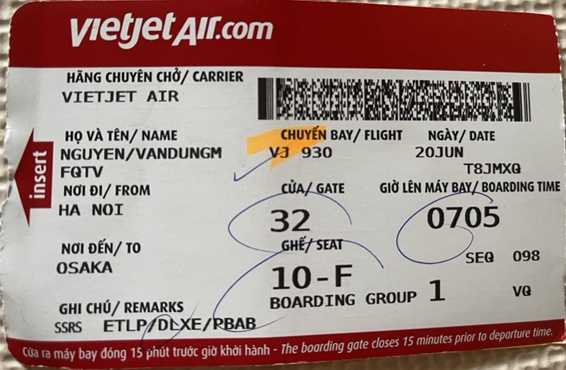 vietjetAir.com
HÃNG CHUYÊN CHỞ/ CARRIER
VIETJET AIR
HỌ VÀ TÊN/ NAME
NGUYEN/VANDUNGM
FQTV
CHUYẾN BAY/ FLIGHT
VJ 930
NGÀY/ DATE
20JUN
T8JMXQ
NƠI ĐI/ FROM
HA NOI
CỬA/ GATE
32
GIỜ LÊN MÁY BAY/ BOARDING TIME
0705
NƠI ĐẾN/ TO
OSAKA
GHẾ/ SEAT
10-F
SEQ 098
BOARDING GROUP 1
VQ
GHI CHÚ/ REMARKS
SSRS ETLP/DLXE/PBAB
Cửa ra máy bay đóng 15 phút trước giờ khởi hành - The boarding gate closes 15 minutes prior to departure time.
insert